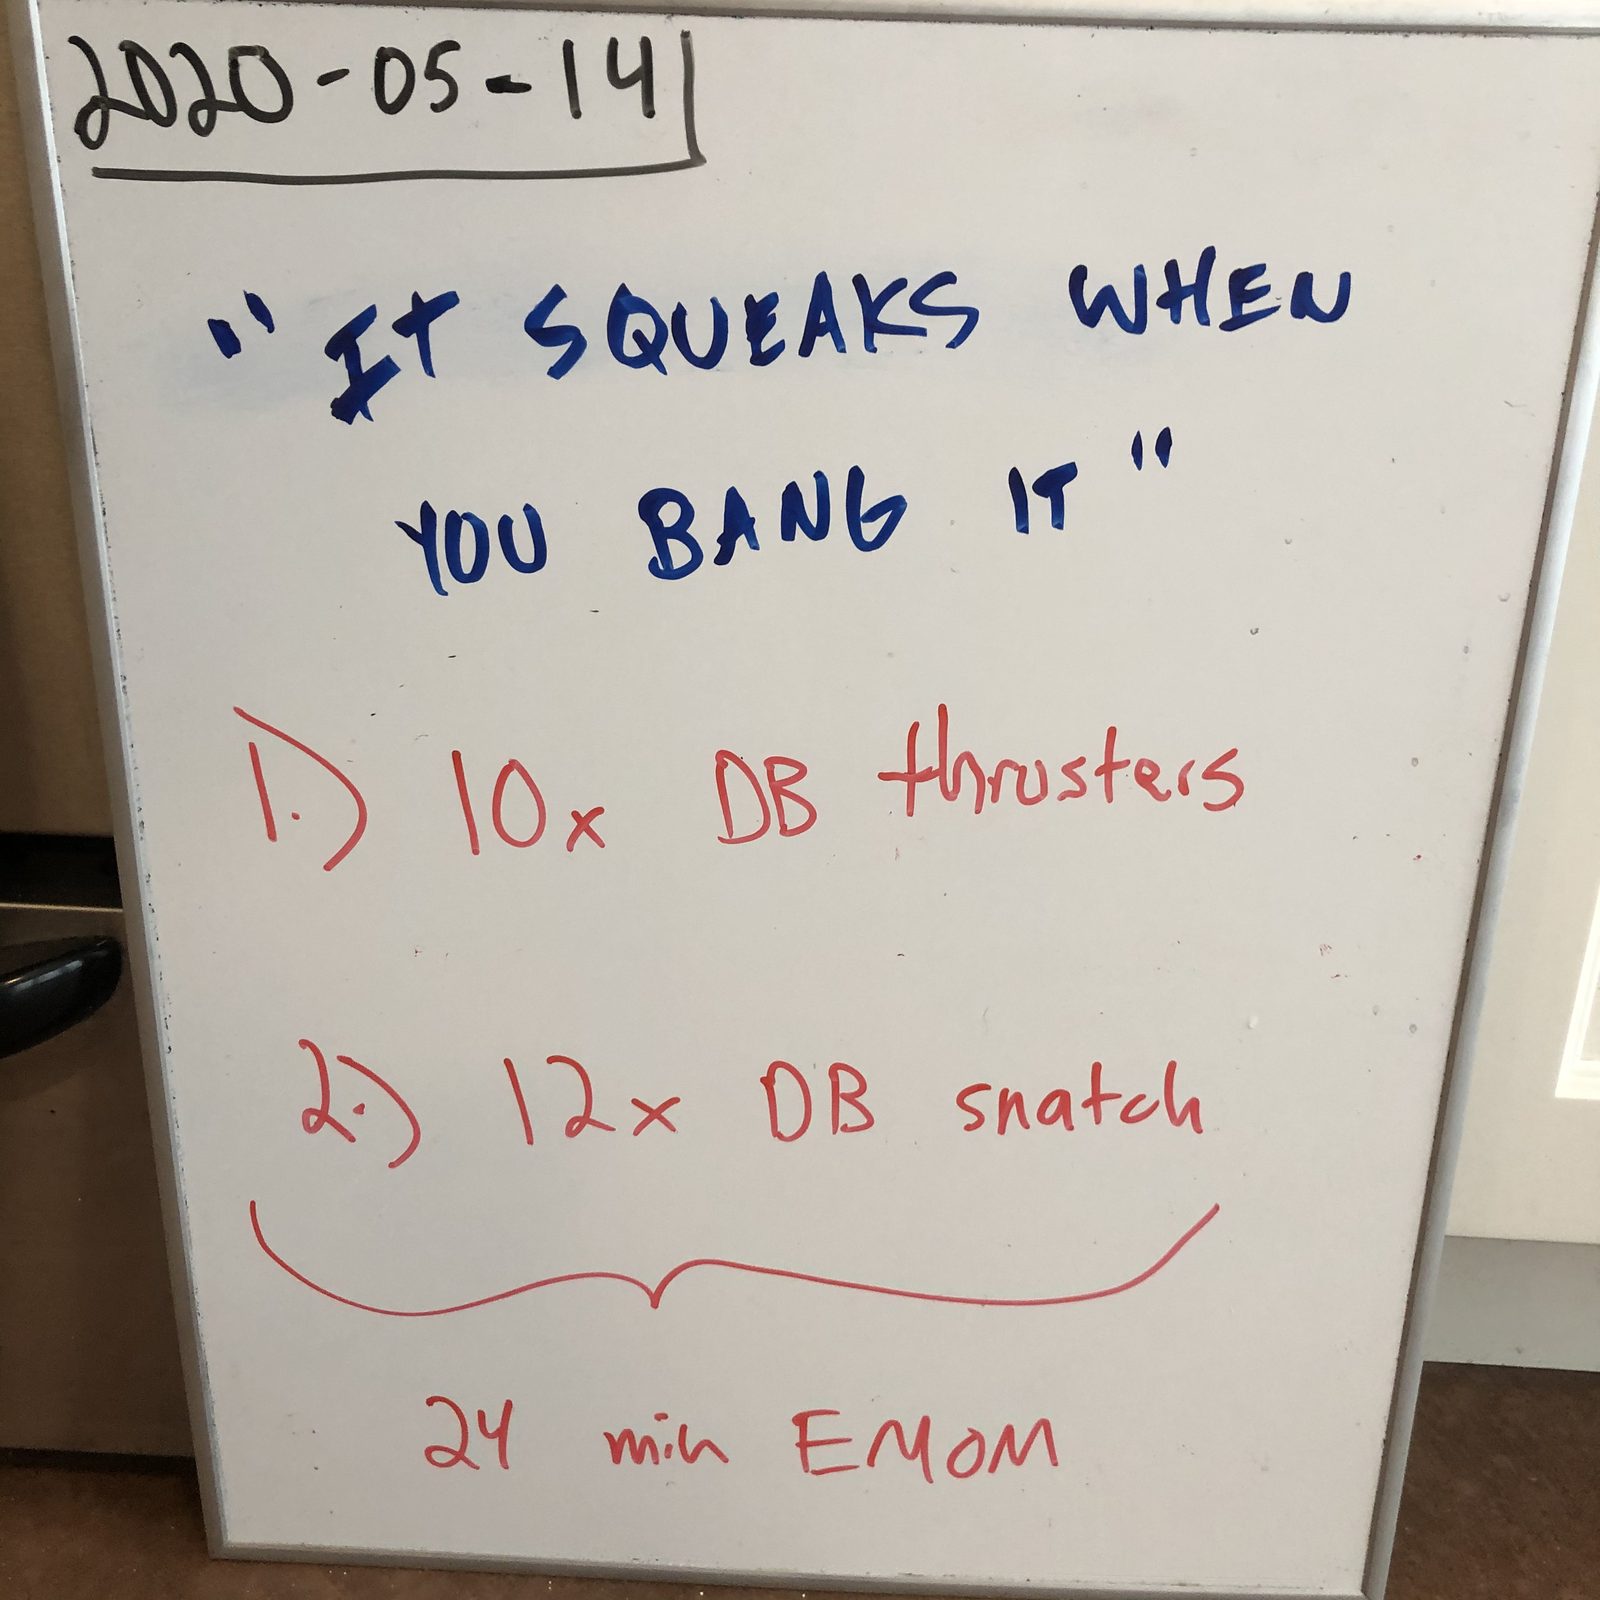 2020-05-14
"IT SQUEAKS WHEN
YOU BANG IT"
1.) 10x DB thrusters
2.) 12x DB snatch
24 min EMOM